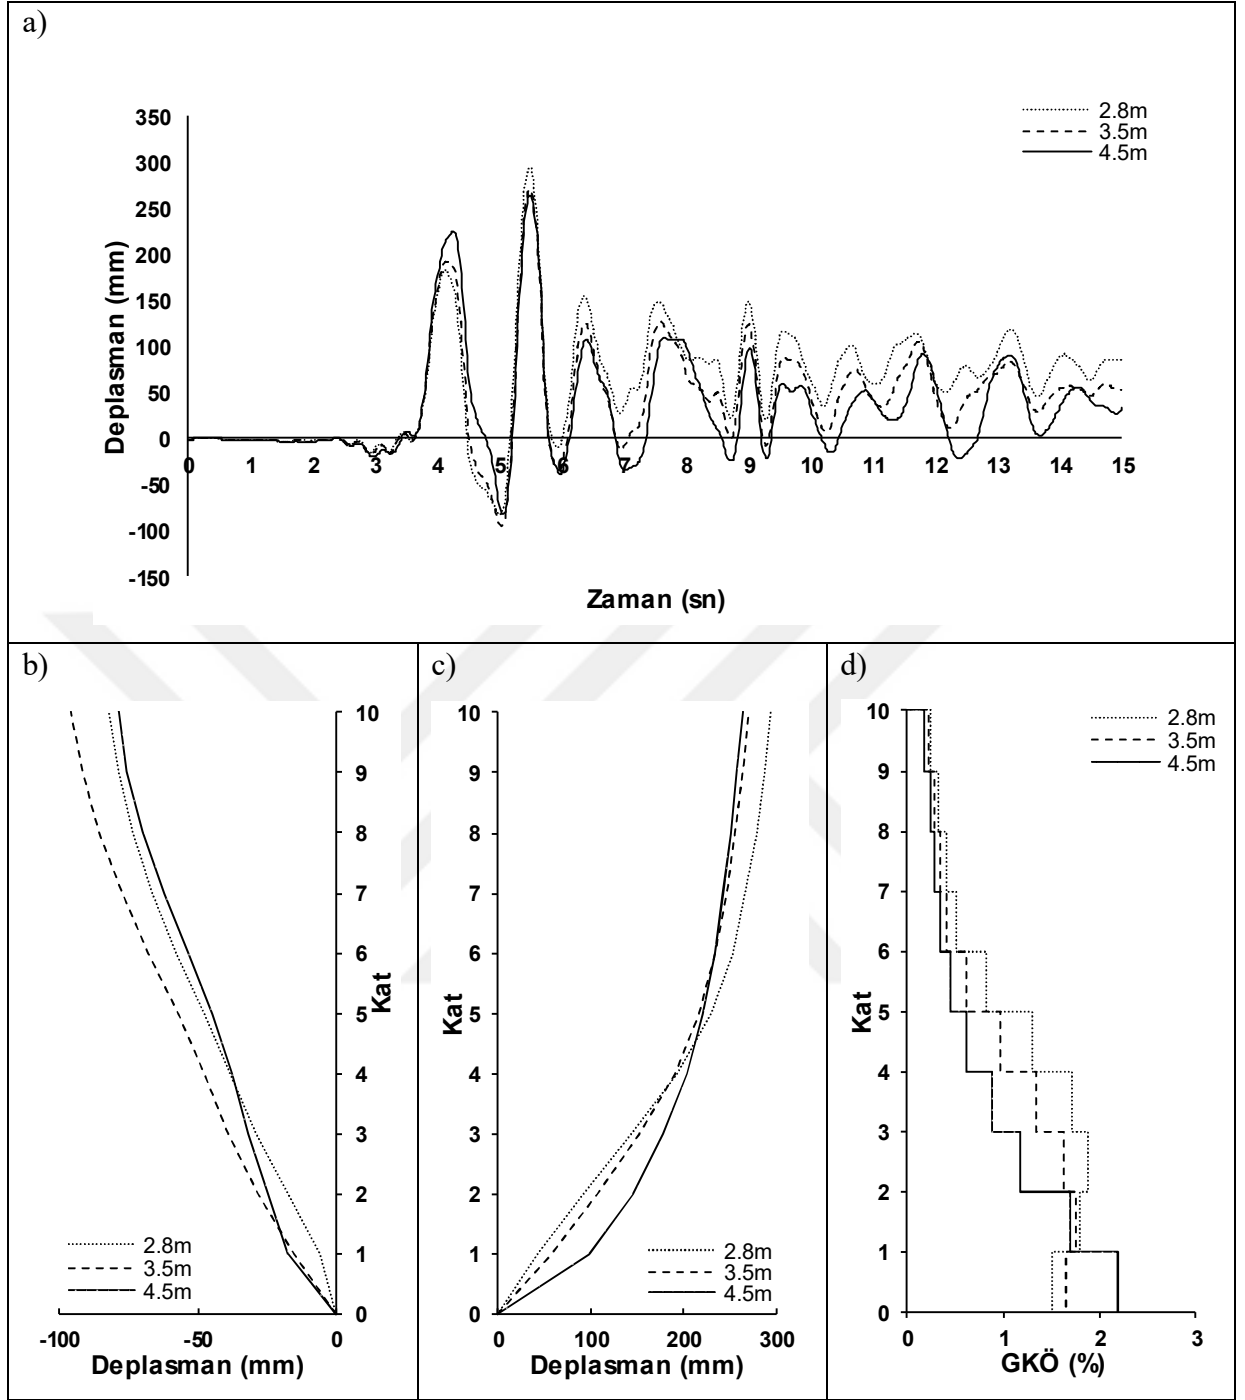 a)
350
300
250
200
150
100
50
0
-50
-100
-150
Deplasman (mm)
2.8m
3.5m
4.5m
0 1 2 3 4 5 6 7 8 9 10 11 12 13 14 15
Zaman (sn)
b)
10
9
8
7
6
5
4
3
2
1
0
Kat
2.8m
3.5m
4.5m
-100 -50 0
Deplasman (mm)
c)
10
9
8
7
6
5
4
3
2
1
0
Kat
2.8m
3.5m
4.5m
0 100 200 300
Deplasman (mm)
d)
2.8m
3.5m
4.5m
10
9
8
7
6
5
4
3
2
1
0
Kat
0 1 2 3
GKÖ (%)